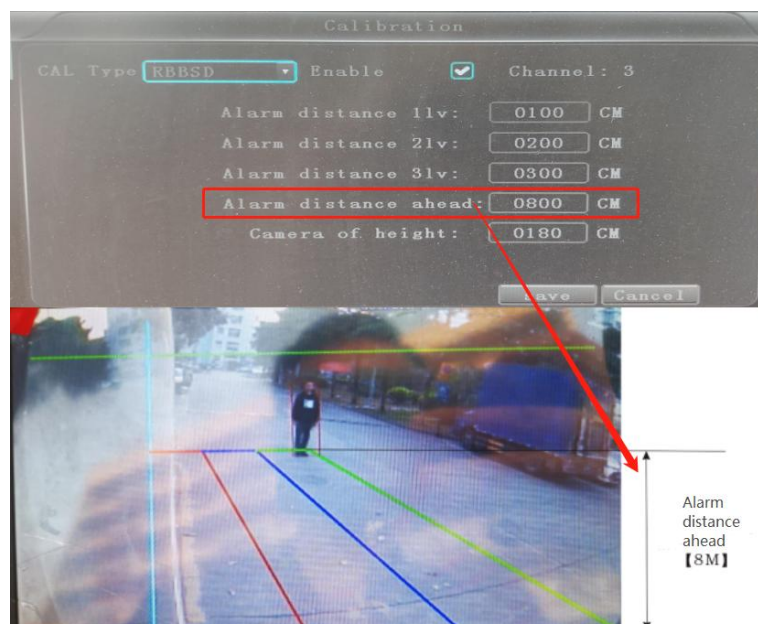 Calibration
CAL Type RBBSD Enable Channel: 3
Alarm distance 1lv: 0100 CM
Alarm distance 2lv: 0200 CM
Alarm distance 3lv: 0300 CM
Alarm distance ahead: 0800 CM
Camera of height: 0180 CM
save Cancel
Alarm
distance
ahead
【8M】